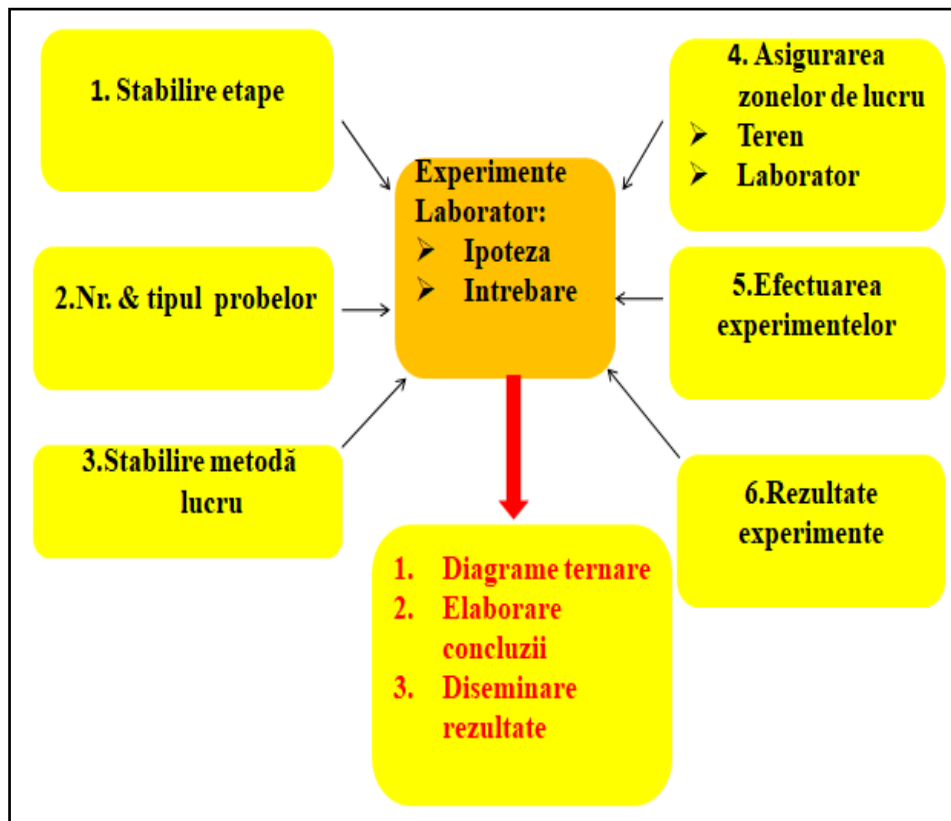 1. Stabilire etape
2.Nr. & tipul probelor
3.Stabilire metodă
lucru
Experimente
Laborator:
➢ Ipoteza
➢ Intrebare
4. Asigurarea
zonelor de lucru
➢ Teren
➢ Laborator
5.Efectuarea
experimentelor
6.Rezultate
experimente
1. Diagrame ternare
2. Elaborare
concluzii
3. Diseminare
rezultate